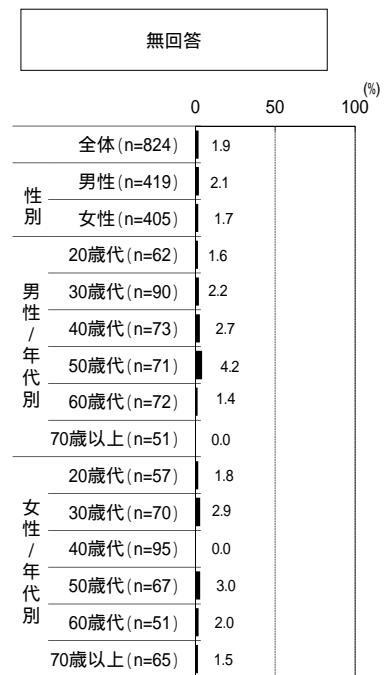 無回答
(%)
0 50 100
全体(n=824) 1.9
性別
男性(n=419) 2.1
女性(n=405) 1.7
男性/年代別
20歳代(n=62) 1.6
30歳代(n=90) 2.2
40歳代(n=73) 2.7
50歳代(n=71) 4.2
60歳代(n=72) 1.4
70歳以上(n=51) 0.0
女性/年代別
20歳代(n=57) 1.8
30歳代(n=70) 2.9
40歳代(n=95) 0.0
50歳代(n=67) 3.0
60歳代(n=51) 2.0
70歳以上(n=65) 1.5